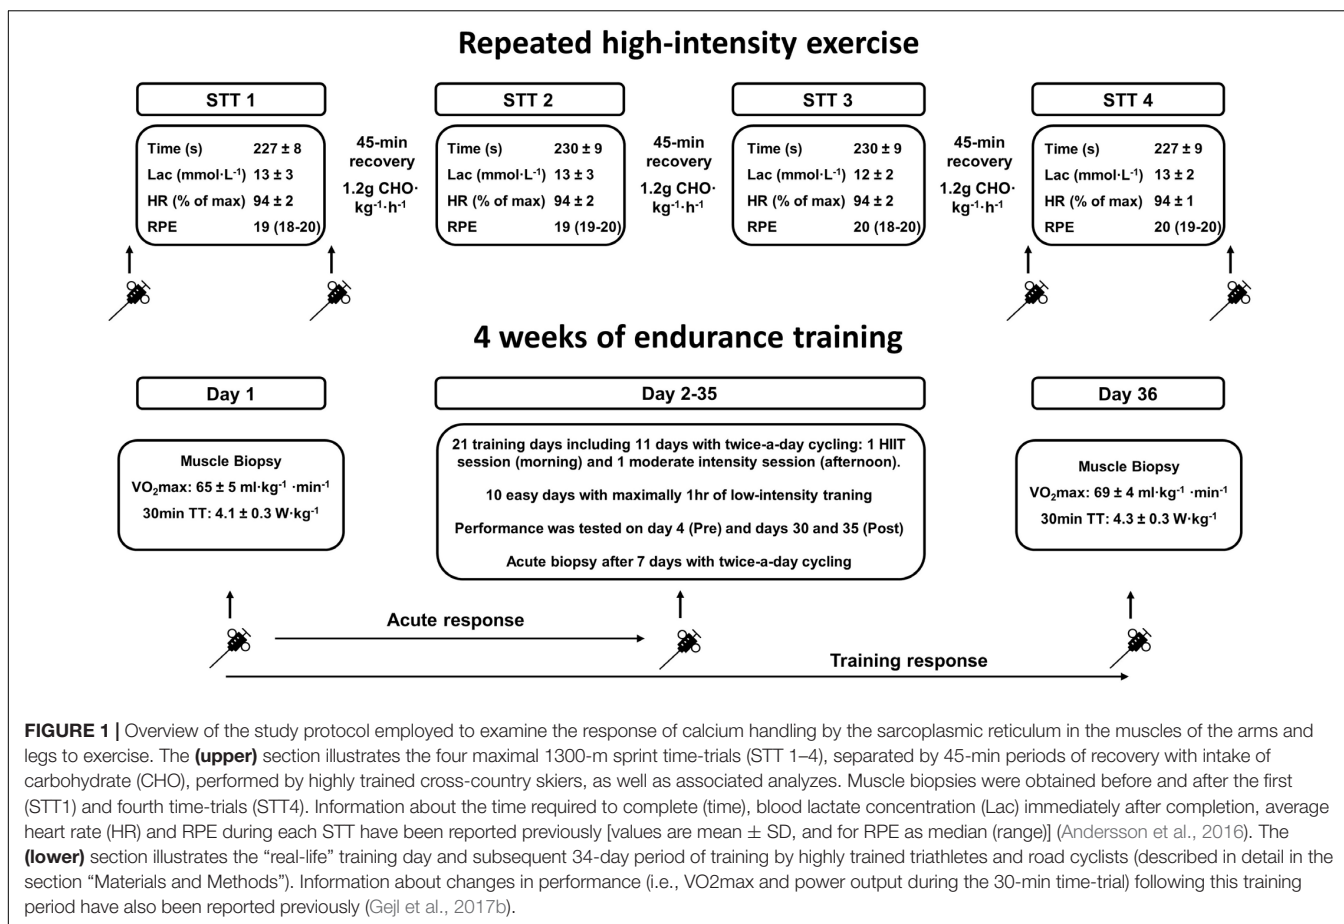 Repeated high-intensity exercise
STT 1
STT 2
STT 3
STT 4
Time (s) 227 ± 8
Lac (mmol·L⁻¹) 13 ± 3
HR (% of max) 94 ± 2
RPE 19 (18-20)
45-min
recovery
1.2g CHO·
kg⁻¹·h⁻¹
Time (s) 230 ± 9
Lac (mmol·L⁻¹) 13 ± 3
HR (% of max) 94 ± 2
RPE 19 (19-20)
45-min
recovery
1.2g CHO·
kg⁻¹·h⁻¹
Time (s) 230 ± 9
Lac (mmol·L⁻¹) 12 ± 2
HR (% of max) 94 ± 2
RPE 20 (18-20)
45-min
recovery
1.2g CHO·
kg⁻¹·h⁻¹
Time (s) 227 ± 9
Lac (mmol·L⁻¹) 13 ± 2
HR (% of max) 94 ± 1
RPE 20 (19-20)
4 weeks of endurance training
Day 1
Day 2-35
Day 36
Muscle Biopsy
VO₂max: 65 ± 5 ml·kg⁻¹ ·min⁻¹
30min TT: 4.1 ± 0.3 W·kg⁻¹
21 training days including 11 days with twice-a-day cycling: 1 HIIT
session (morning) and 1 moderate intensity session (afternoon).
10 easy days with maximally 1hr of low-intensity traning
Performance was tested on day 4 (Pre) and days 30 and 35 (Post)
Acute biopsy after 7 days with twice-a-day cycling
Muscle Biopsy
VO₂max: 69 ± 4 ml·kg⁻¹ ·min⁻¹
30min TT: 4.3 ± 0.3 W·kg⁻¹
Acute response
Training response
FIGURE 1 | Overview of the study protocol employed to examine the response of calcium handling by the sarcoplasmic reticulum in the muscles of the arms and
legs to exercise. The (upper) section illustrates the four maximal 1300-m sprint time-trials (STT 1–4), separated by 45-min periods of recovery with intake of
carbohydrate (CHO), performed by highly trained cross-country skiers, as well as associated analyzes. Muscle biopsies were obtained before and after the first
(STT1) and fourth time-trials (STT4). Information about the time required to complete (time), blood lactate concentration (Lac) immediately after completion, average
heart rate (HR) and RPE during each STT have been reported previously [values are mean ± SD, and for RPE as median (range)] (Andersson et al., 2016). The
(lower) section illustrates the “real-life” training day and subsequent 34-day period of training by highly trained triathletes and road cyclists (described in detail in the
section “Materials and Methods”). Information about changes in performance (i.e., VO2max and power output during the 30-min time-trial) following this training
period have also been reported previously (Gejl et al., 2017b).